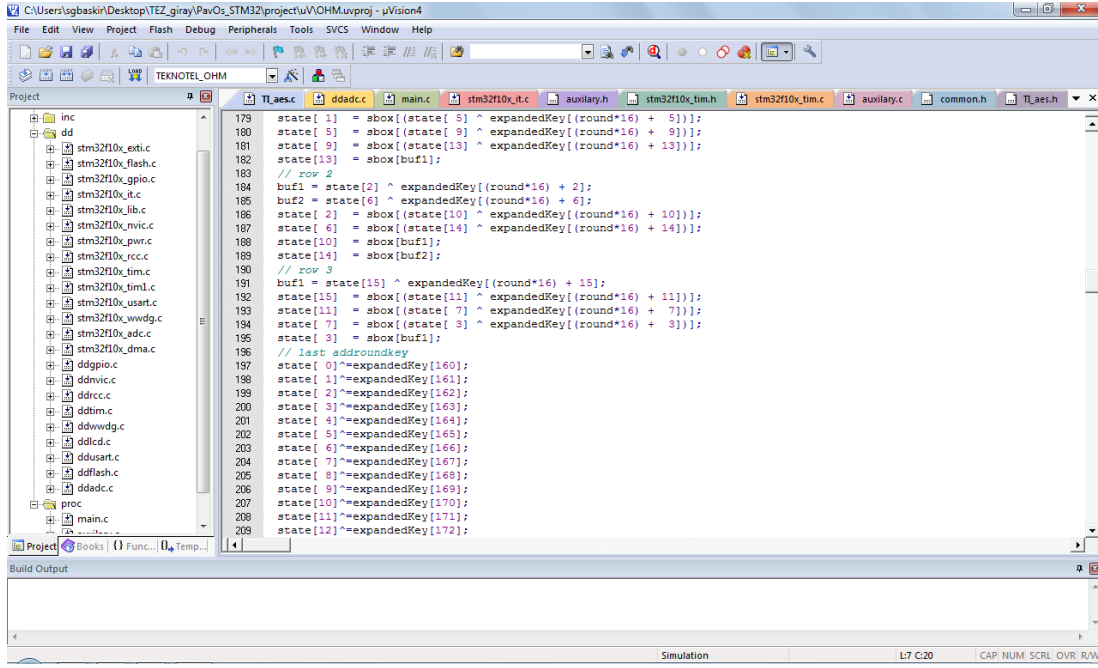 C:\Users\sgbaskir\Desktop\TEZ_giray\PavOs_STM32\project\uV\OHM.uvproj - µVision4
File Edit View Project Flash Debug Peripherals Tools SVCS Window Help
LOAD TEKNOTEL_OHM
Project
TI_aes.c ddadc.c main.c stm32f10x_it.c auxilary.h stm32f10x_tim.h stm32f10x_tim.c auxilary.c common.h TI_aes.h
inc
dd
stm32f10x_exti.c
stm32f10x_flash.c
stm32f10x_gpio.c
stm32f10x_it.c
stm32f10x_lib.c
stm32f10x_nvic.c
stm32f10x_pwr.c
stm32f10x_rcc.c
stm32f10x_tim.c
stm32f10x_tim1.c
stm32f10x_usart.c
stm32f10x_wwdg.c
stm32f10x_adc.c
stm32f10x_dma.c
ddgpio.c
ddnvic.c
ddrcc.c
ddtim.c
ddwwdg.c
ddlcd.c
ddusart.c
ddflash.c
ddadc.c
proc
main.c
Project Books {} Func... 0 Temp...
179 state[ 1] = sbox[(state[ 5] ^ expandedKey[(round*16) + 5])];
180 state[ 5] = sbox[(state[ 9] ^ expandedKey[(round*16) + 9])];
181 state[ 9] = sbox[(state[13] ^ expandedKey[(round*16) + 13])];
182 state[13] = sbox[buf1];
183 // row 2
184 buf1 = state[2] ^ expandedKey[(round*16) + 2];
185 buf2 = state[6] ^ expandedKey[(round*16) + 6];
186 state[ 2] = sbox[(state[10] ^ expandedKey[(round*16) + 10])];
187 state[ 6] = sbox[(state[14] ^ expandedKey[(round*16) + 14])];
188 state[10] = sbox[buf1];
189 state[14] = sbox[buf2];
190 // row 3
191 buf1 = state[15] ^ expandedKey[(round*16) + 15];
192 state[15] = sbox[(state[11] ^ expandedKey[(round*16) + 11])];
193 state[11] = sbox[(state[ 7] ^ expandedKey[(round*16) + 7])];
194 state[ 7] = sbox[(state[ 3] ^ expandedKey[(round*16) + 3])];
195 state[ 3] = sbox[buf1];
196 // last addroundkey
197 state[ 0]^=expandedKey[160];
198 state[ 1]^=expandedKey[161];
199 state[ 2]^=expandedKey[162];
200 state[ 3]^=expandedKey[163];
201 state[ 4]^=expandedKey[164];
202 state[ 5]^=expandedKey[165];
203 state[ 6]^=expandedKey[166];
204 state[ 7]^=expandedKey[167];
205 state[ 8]^=expandedKey[168];
206 state[ 9]^=expandedKey[169];
207 state[10]^=expandedKey[170];
208 state[11]^=expandedKey[171];
209 state[12]^=expandedKey[172];
Build Output
Simulation L:7 C:20 CAP NUM SCRL OVR R/W